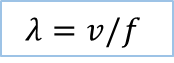 λ = v/f